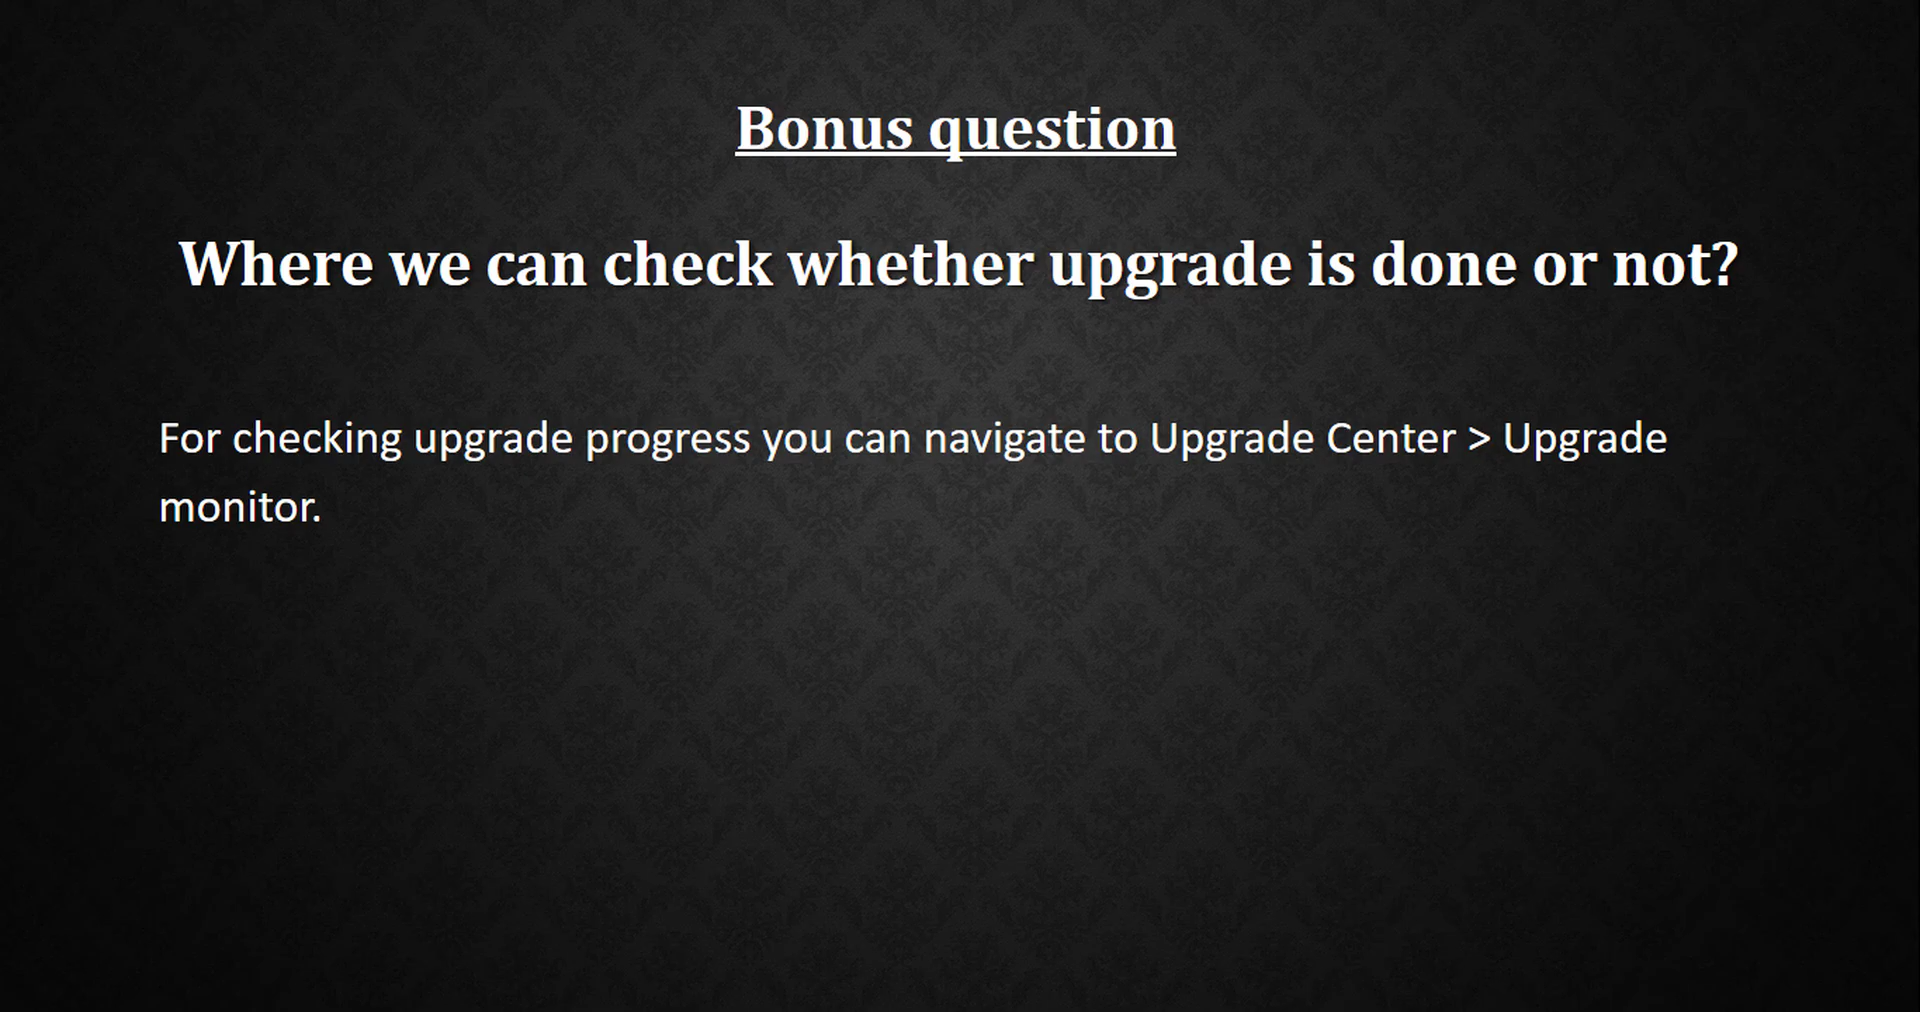 Bonus question
Where we can check whether upgrade is done or not?
For checking upgrade progress you can navigate to Upgrade Center > Upgrade
monitor.